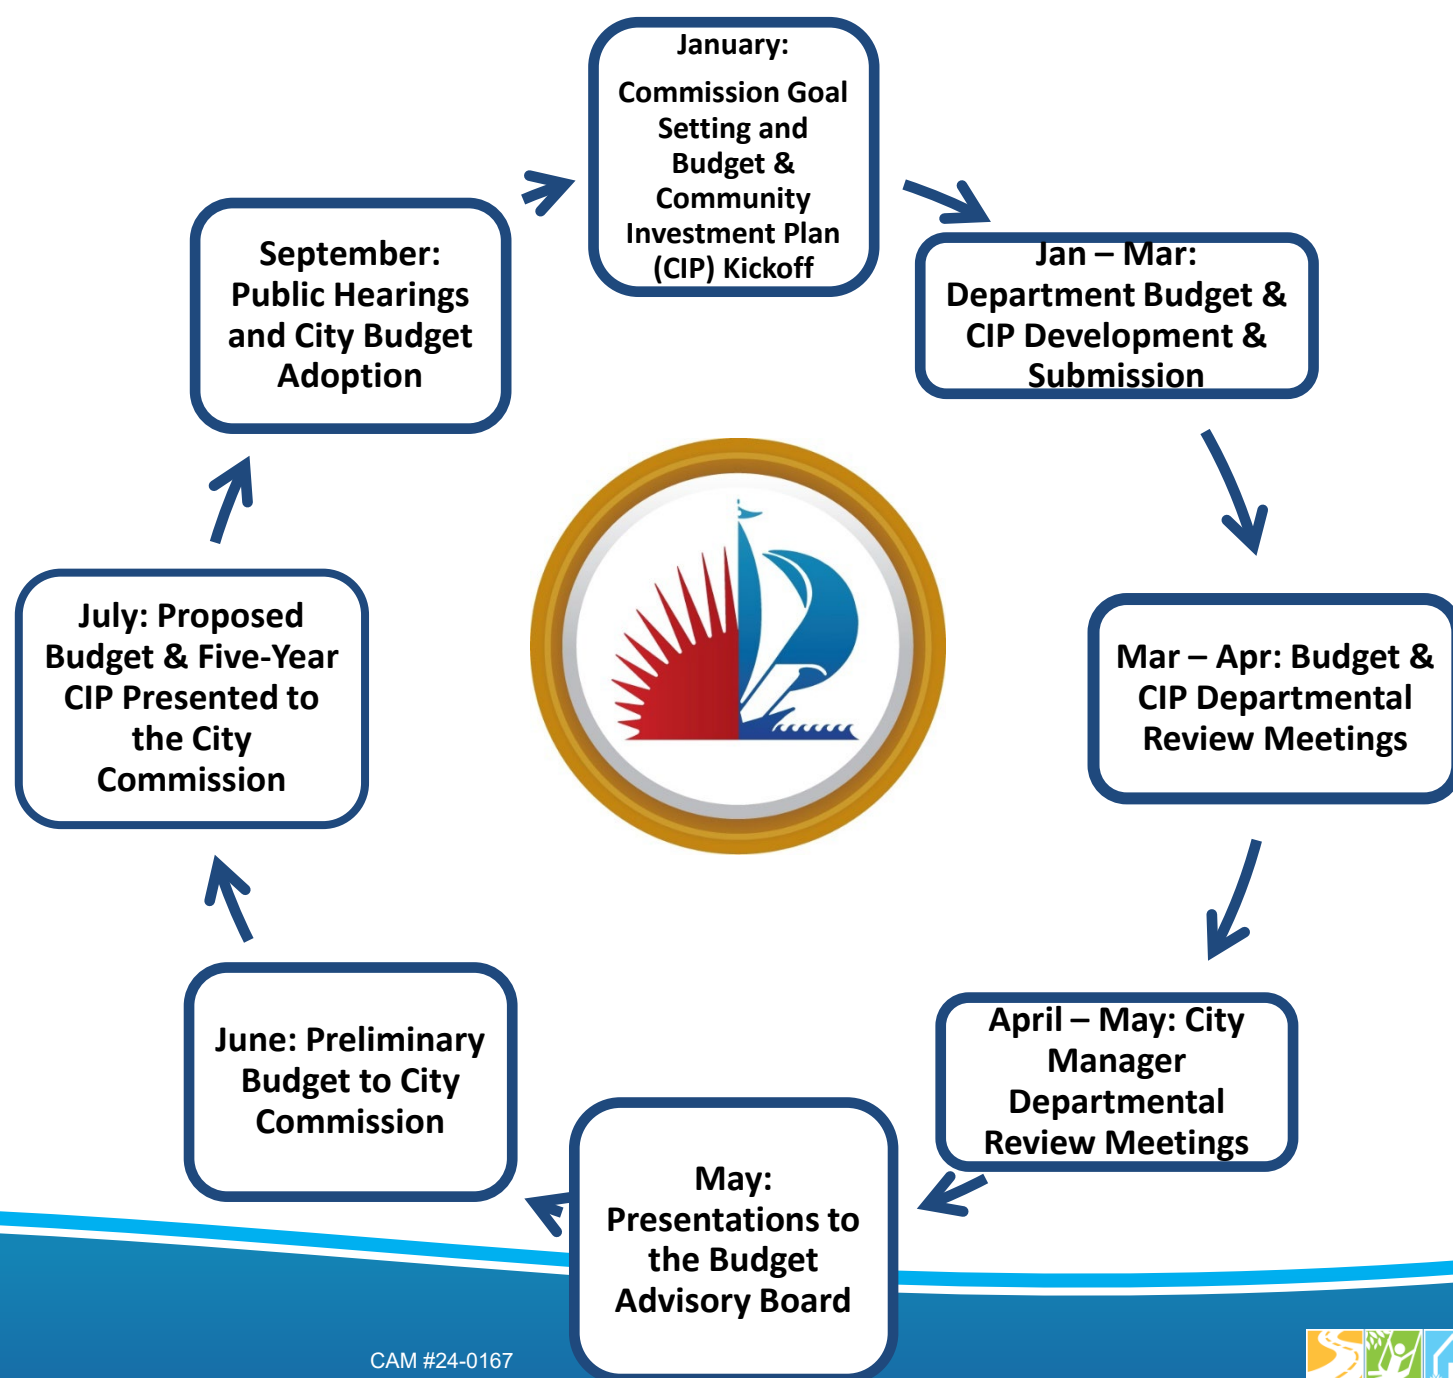 January:
Commission Goal
Setting and
Budget &
Community
Investment Plan
(CIP) Kickoff
Jan – Mar:
Department Budget &
CIP Development &
Submission
Mar – Apr: Budget &
CIP Departmental
Review Meetings
April – May: City
Manager
Departmental
Review Meetings
May:
Presentations to
the Budget
Advisory Board
June: Preliminary
Budget to City
Commission
July: Proposed
Budget & Five-Year
CIP Presented to
the City
Commission
September:
Public Hearings
and City Budget
Adoption
CAM #24-0167